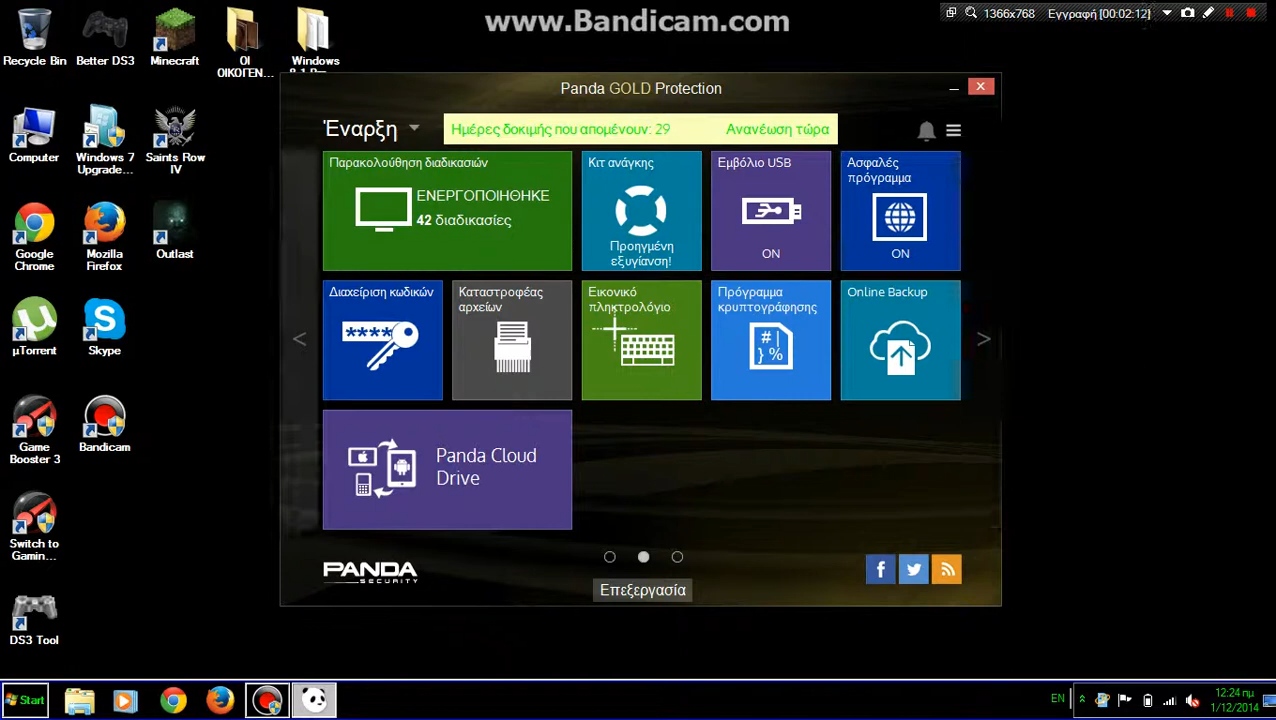 www.Bandicam.com
1366x768
Εγγραφή [00:02:12]
Recycle Bin
Better DS3
Minecraft
ΟΙ
ΟΙΚΟΓΕΝ...
Windows
Computer
Windows 7
Upgrade...
Saints Row
IV
Google
Chrome
Mozilla
Firefox
Outlast
µTorrent
Skype
Game
Booster 3
Bandicam
Switch to
Gamin...
DS3 Tool
Panda GOLD Protection
Έναρξη
Ημέρες δοκιμής που απομένουν: 29
Ανανέωση τώρα
Παρακολούθηση διαδικασιών
ΕΝΕΡΓΟΠΟΙΗΘΗΚΕ
42 διαδικασίες
Κιτ ανάγκης
Προηγμένη
εξυγίανση!
Εμβόλιο USB
ON
Ασφαλές
πρόγραμμα
ON
Διαχείριση κωδικών
****
Καταστροφέας
αρχείων
Εικονικό
πληκτρολόγιο
Πρόγραμμα
κρυπτογράφησης
# |
} %
Online Backup
Panda Cloud
Drive
PANDA
SECURITY
Επεξεργασία
Start
EN
12:24 πμ
1/12/2014